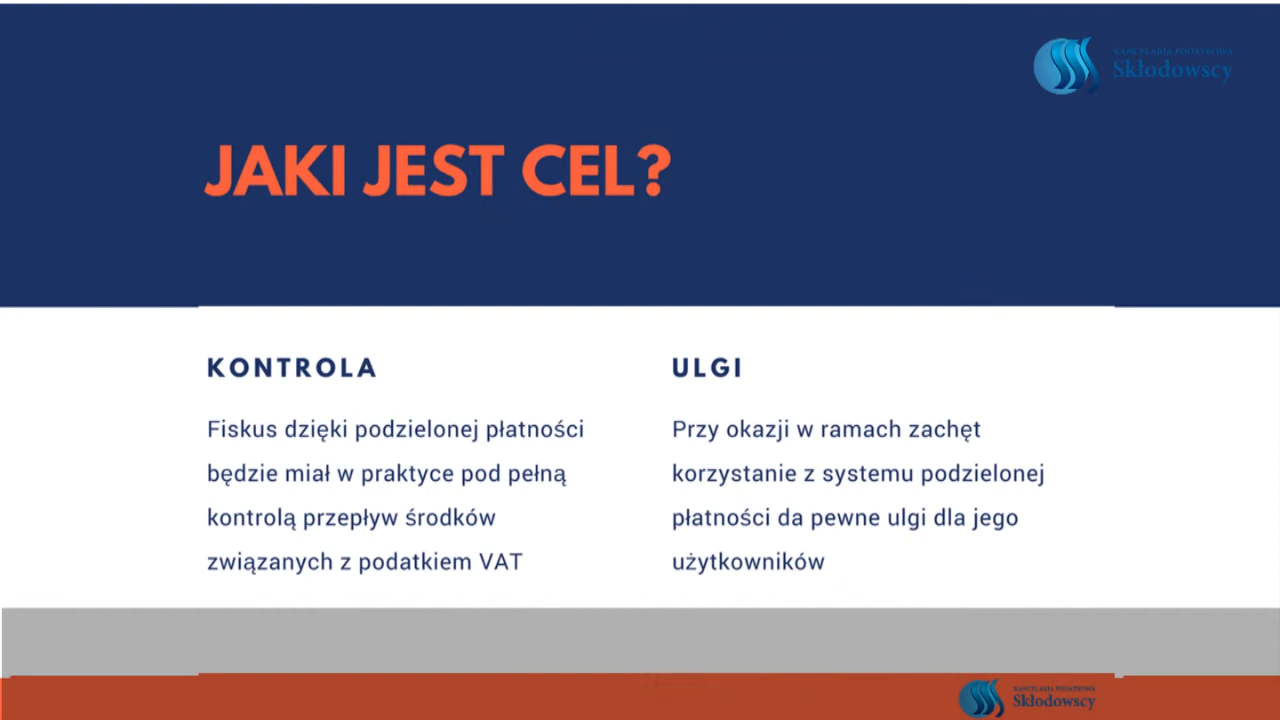 KANCELARIA PODATKOWA
Skłodowscy
JAKI JEST CEL?
KONTROLA
Fiskus dzięki podzielonej płatności
będzie miał w praktyce pod pełną
kontrolą przepływ środków
związanych z podatkiem VAT
ULGI
Przy okazji w ramach zachęt
korzystanie z systemu podzielonej
płatności da pewne ulgi dla jego
użytkowników
KANCELARIA PODATKOWA
Skłodowscy